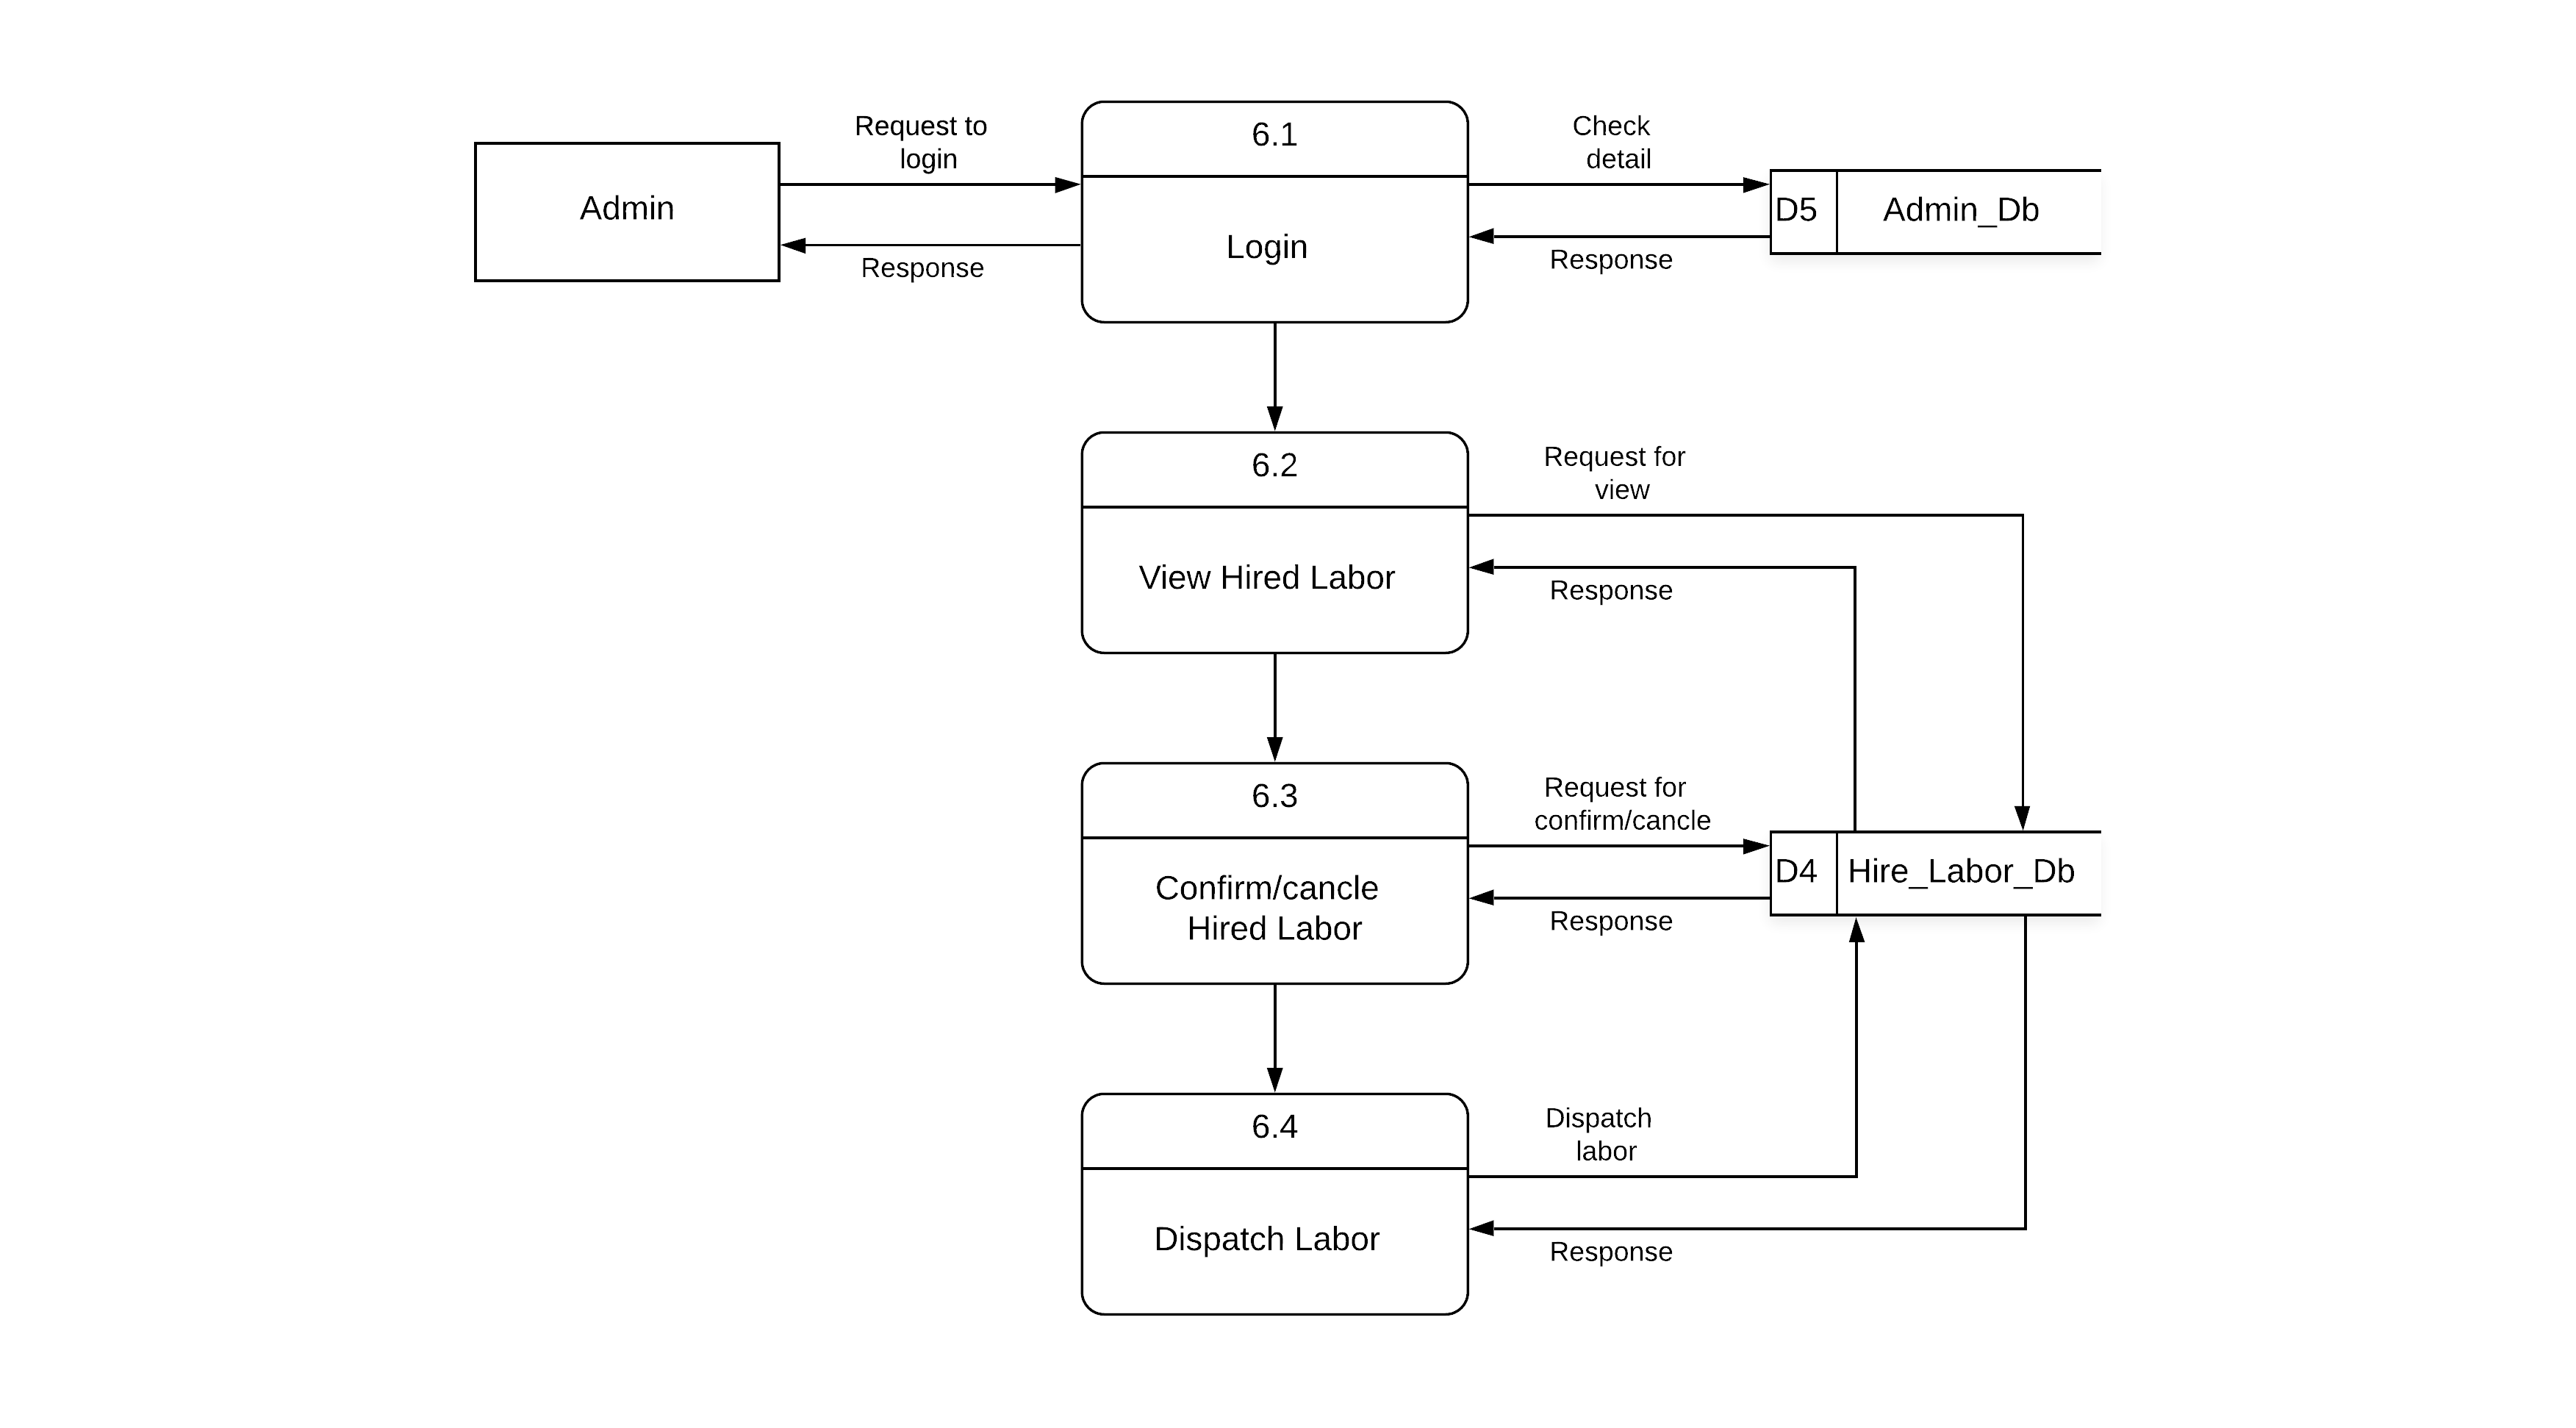 Request to
login
6.1
Check
detail
Admin
Login
D5
Admin_Db
Response
Response
6.2
Request for
view
View Hired Labor
Response
6.3
Request for
confirm/cancle
Confirm/cancle
Hired Labor
D4
Hire_Labor_Db
Response
6.4
Dispatch
labor
Dispatch Labor
Response